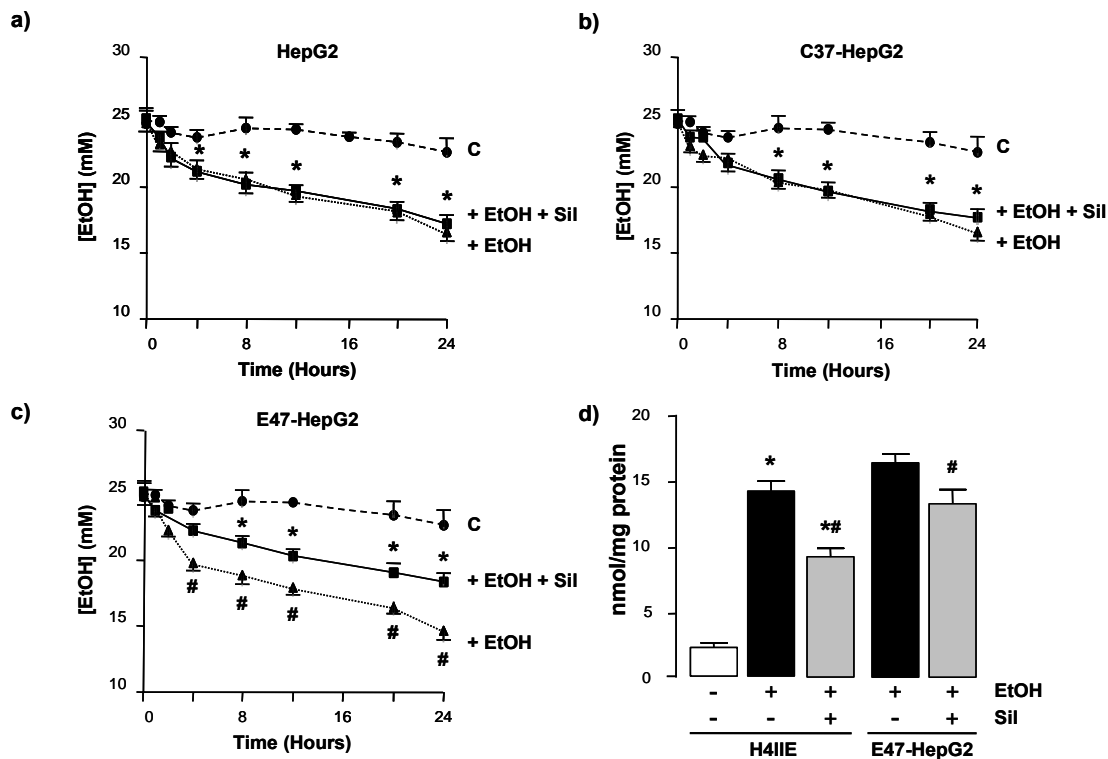 a)
HepG2
30
25
20
15
10
[EtOH] (mM)
*
*
*
*
*
C
+ EtOH + Sil
+ EtOH
0 8 16 24
Time (Hours)
b)
C37-HepG2
30
25
20
15
10
[EtOH] (mM)
*
*
*
*
C
+ EtOH + Sil
+ EtOH
0 8 16 24
Time (Hours)
c)
E47-HepG2
30
25
20
15
10
[EtOH] (mM)
*
*
*
*
#
#
#
#
#
C
+ EtOH + Sil
+ EtOH
0 8 16 24
Time (Hours)
d)
20
15
10
5
0
nmol/mg protein
*
*#
#
- + + + + EtOH
- - + - + Sil
H4IIE E47-HepG2